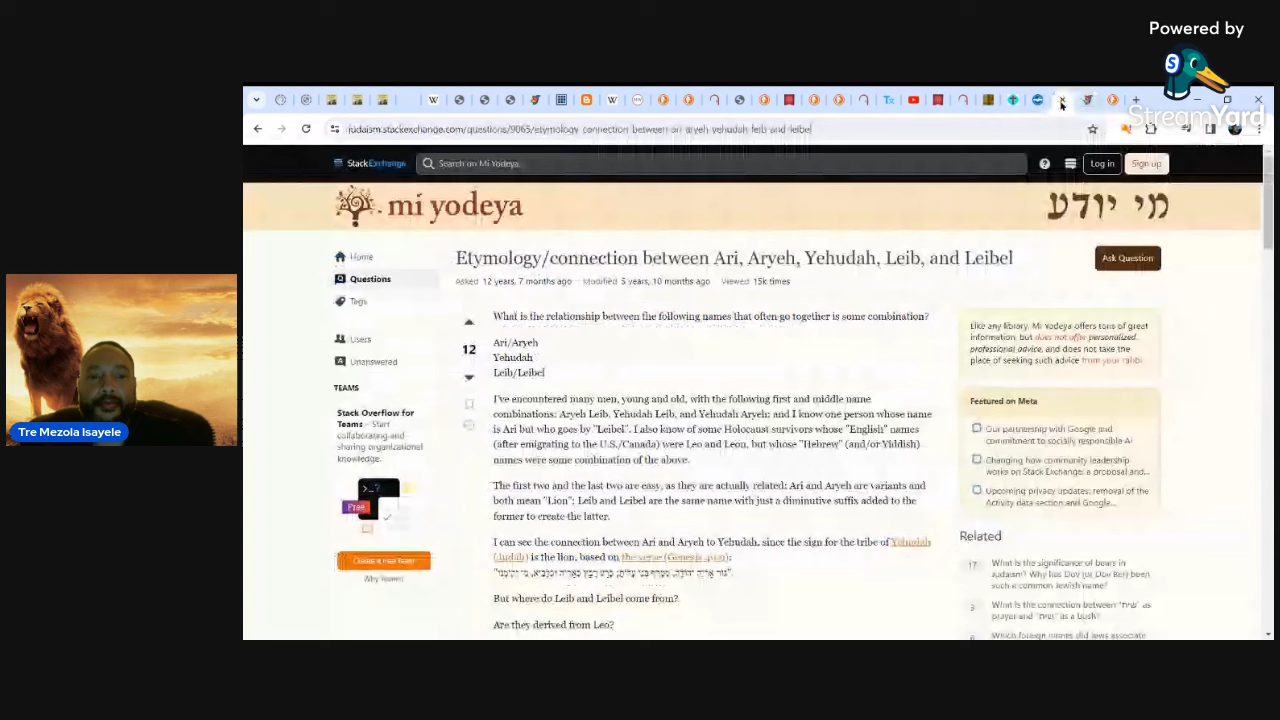 Powered by
StreamYard
judaism.stackexchange.com/questions/9065/etymology-connection-between-ari-aryeh-yehudah-leib-and-leibel
StackExchange
Search on Mi Yodeya
Log in
Sign up
mi yodeya
מי יודע
Home
Questions
Tags
Users
Unanswered
TEAMS
Stack Overflow for
Teams – Start
collaborating and
sharing organizational
knowledge.
Free
Create a free Team
Why Teams?
Etymology/connection between Ari, Aryeh, Yehudah, Leib, and Leibel
Ask Question
Asked 12 years, 7 months ago
Modified 5 years, 10 months ago
Viewed 15k times
12
What is the relationship between the following names that often go together is some combination?
Ari/Aryeh
Yehudah
Leib/Leibel
I've encountered many men, young and old, with the following first and middle name
combinations: Aryeh Leib, Yehudah Leib, and Yehudah Aryeh; and I know one person whose name
is Ari but who goes by "Leibel". I also know of some Holocaust survivors whose "English" names
(after emigrating to the U.S./Canada) were Leo and Leon, but whose "Hebrew" (and/or Yiddish)
names were some combination of the above.
The first two and the last two are easy, as they are actually related: Ari and Aryeh are variants and
both mean "Lion"; Leib and Leibel are the same name with just a diminutive suffix added to the
former to create the latter.
I can see the connection between Ari and Aryeh to Yehudah, since the sign for the tribe of Yehudah
(Judah) is the lion, based on the verse (Genesis 49:9):
But where do Leib and Leibel come from?
Are they derived from Leo?
Like any library, Mi Yodeya offers tons of great
information, but does not offer personalized,
professional advice, and does not take the
place of seeking such advice from your rabbi.
Featured on Meta
Our partnership with Google and
commitment to socially responsible AI
Changing how community leadership
works on Stack Exchange: a proposal and...
Upcoming privacy updates: removal of the
Activity data section and Google...
Related
17
What is the significance of bears in
Judaism? Why has Dov (or Dov Ber) been
such a common Jewish name?
3
What is the connection between "שיח" as
prayer and "שיח" as a bush?
6
Which foreign names did Jews associate
Tre Mezola Isayele